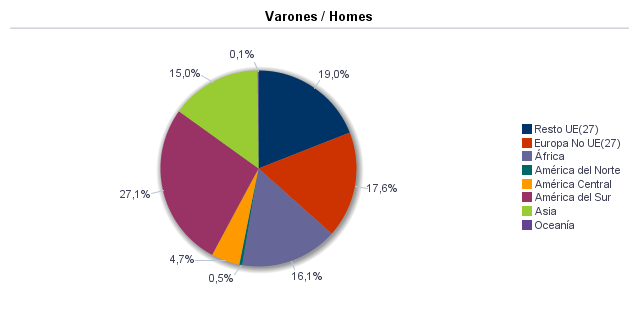 Varones / Homes
0,1%
15,0%
19,0%
17,6%
27,1%
4,7%
0,5%
16,1%
Resto UE(27)
Europa No UE(27)
África
América del Norte
América Central
América del Sur
Asia
Oceanía